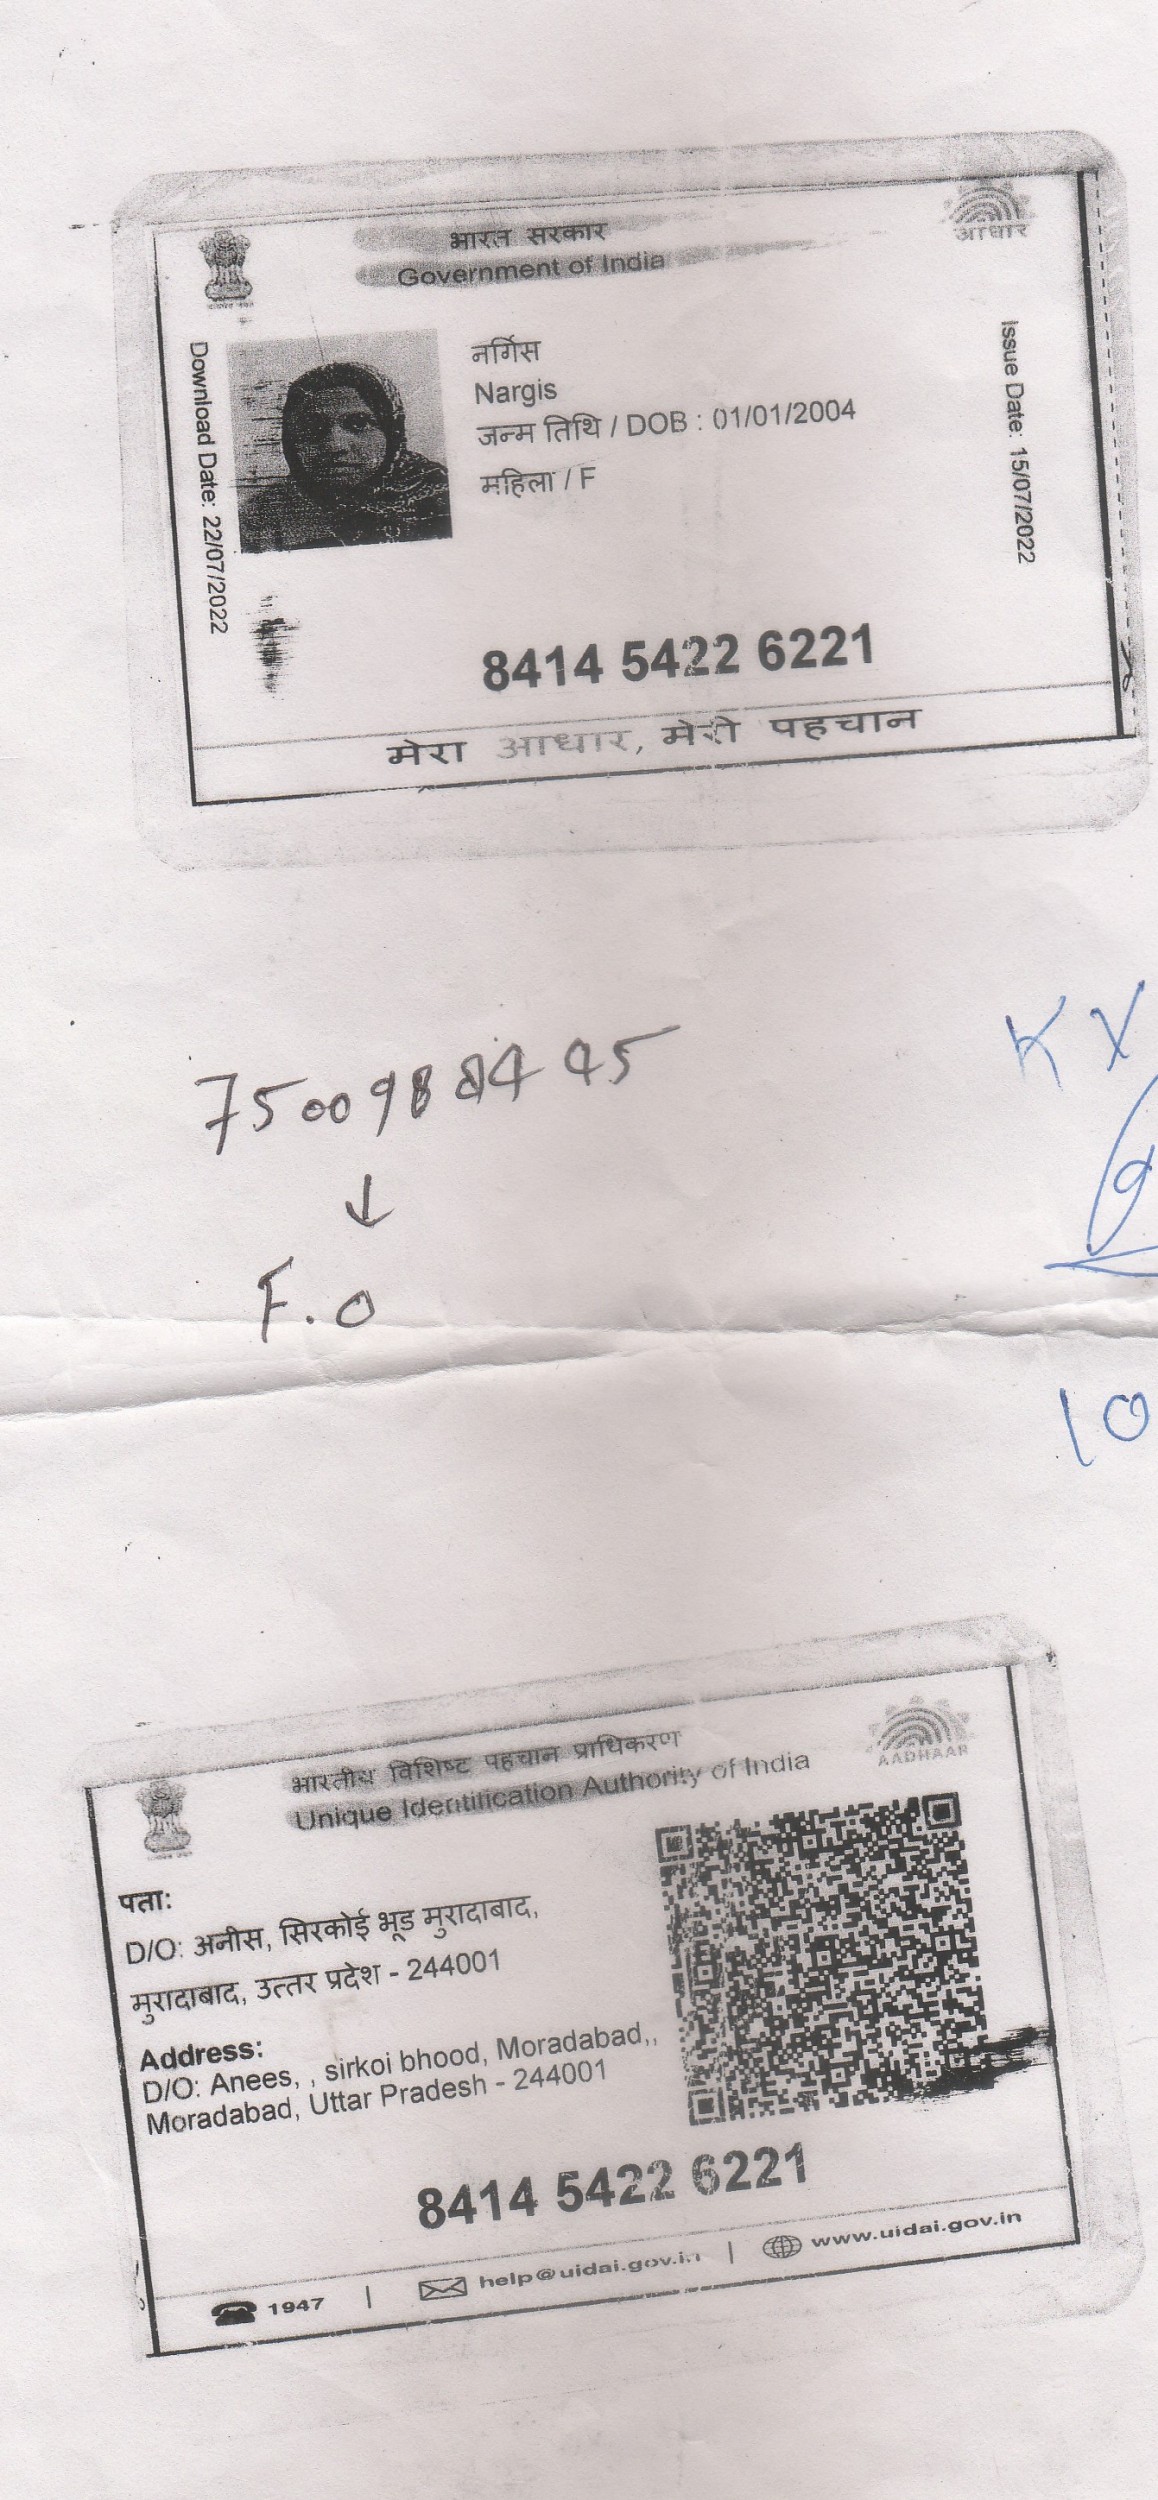 भारत सरकार
Government of India
आधार
Download Date: 22/07/2022
नर्गिस
Nargis
जन्म तिथि / DOB : 01/01/2004
महिला / F
Issue Date: 15/07/2022
8414 5422 6221
मेरा आधार, मेरी पहचान
↓
F.O
10
भारतीय विशिष्ट पहचान प्राधिकरण
Unique Identification Authority of India
AADHAAR
पता:
D/O: अनीस, सिरकोई भूड मुरादाबाद,
मुरादाबाद, उत्तर प्रदेश - 244001
Address:
D/O: Anees, , sirkoi bhood, Moradabad,,
Moradabad, Uttar Pradesh - 244001
8414 5422 6221
1947 | help@uidai.gov.in | www.uidai.gov.in